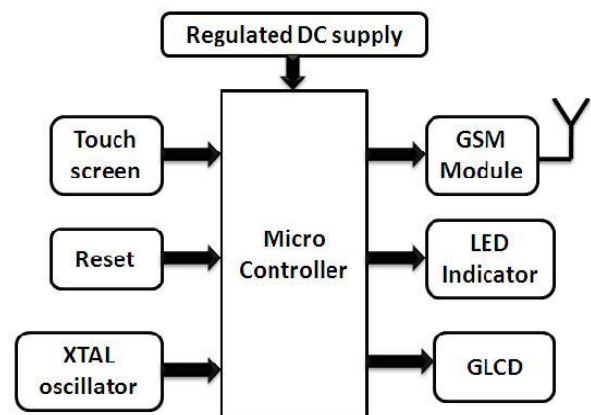 Regulated DC supply
Touch
screen
Reset
XTAL
oscillator
Micro
Controller
GSM
Module
LED
Indicator
GLCD